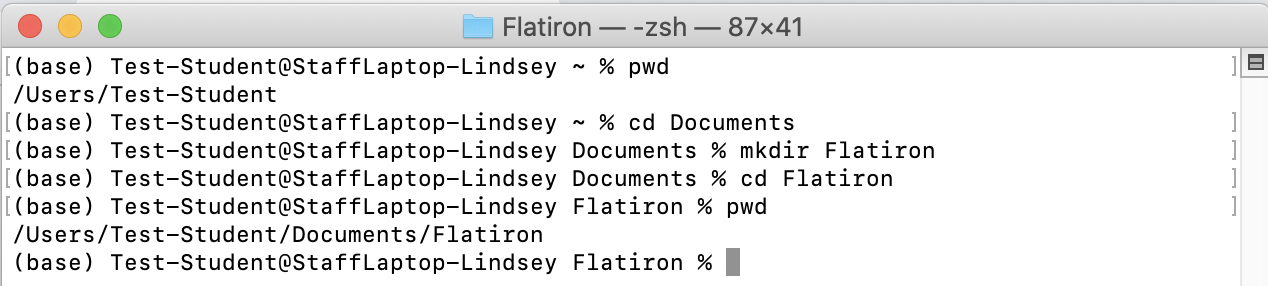 Flatiron — -zsh — 87×41
[(base) Test-Student@StaffLaptop-Lindsey ~ % pwd ]
/Users/Test-Student
[(base) Test-Student@StaffLaptop-Lindsey ~ % cd Documents ]
[(base) Test-Student@StaffLaptop-Lindsey Documents % mkdir Flatiron ]
[(base) Test-Student@StaffLaptop-Lindsey Documents % cd Flatiron ]
[(base) Test-Student@StaffLaptop-Lindsey Flatiron % pwd ]
/Users/Test-Student/Documents/Flatiron
(base) Test-Student@StaffLaptop-Lindsey Flatiron %